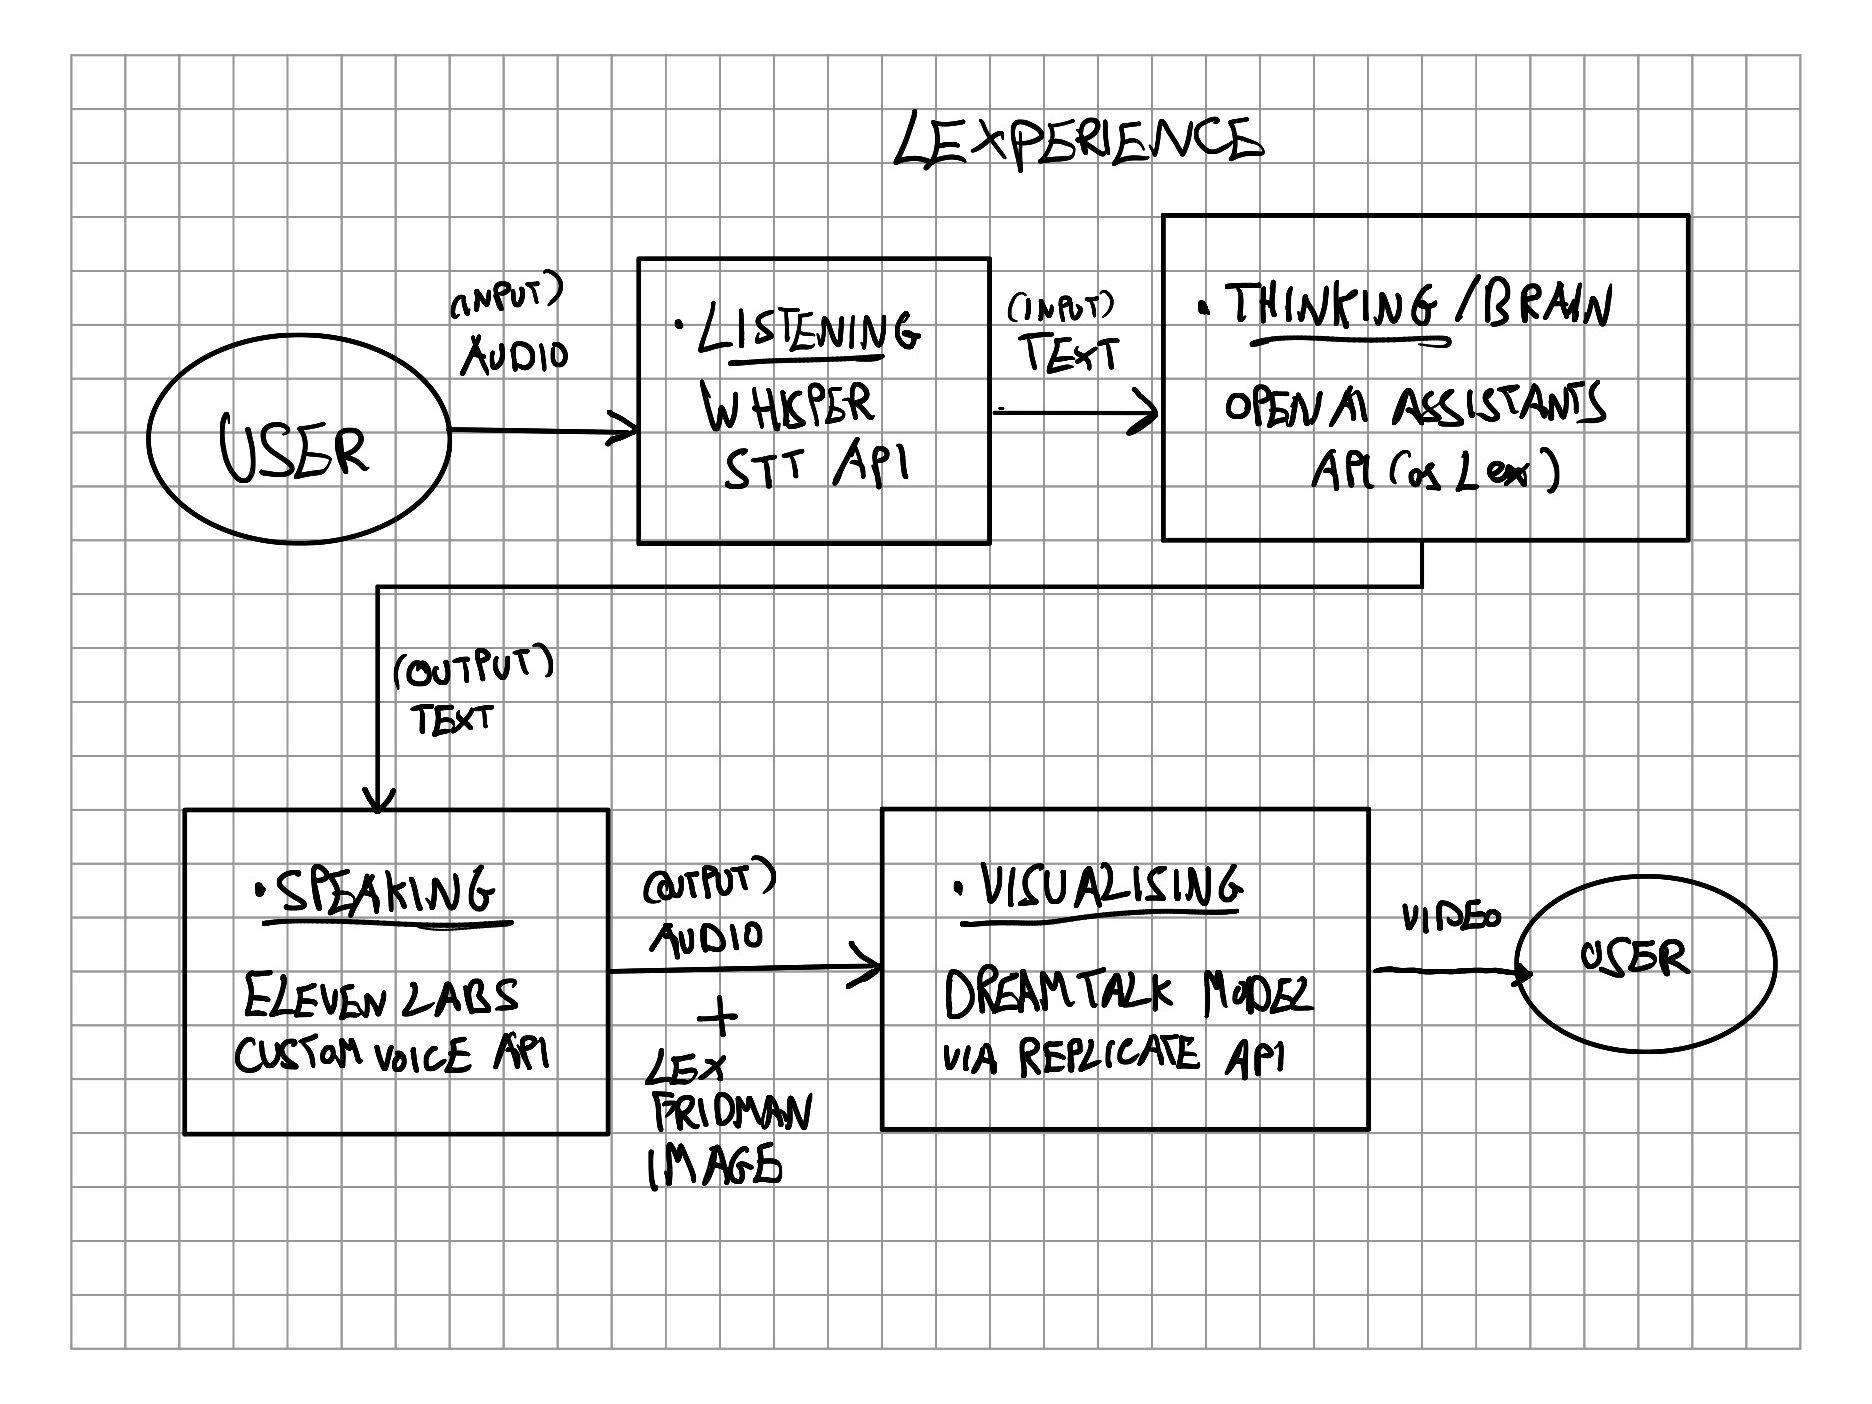 LEXPERIENCE
(INPUT)
AUDIO
USER
• LISTENING
WHISPER
STT API
(INPUT)
TEXT
• THINKING / BRAIN
OPEN AI ASSISTANTS
API (as Lex)
(OUTPUT)
TEXT
• SPEAKING
ELEVEN LABS
CUSTOM VOICE API
(OUTPUT)
AUDIO
+
LEX
FRIDMAN
IMAGE
• VISUALISING
DREAM TALK MODEL
VIA REPLICATE API
VIDEO
USER